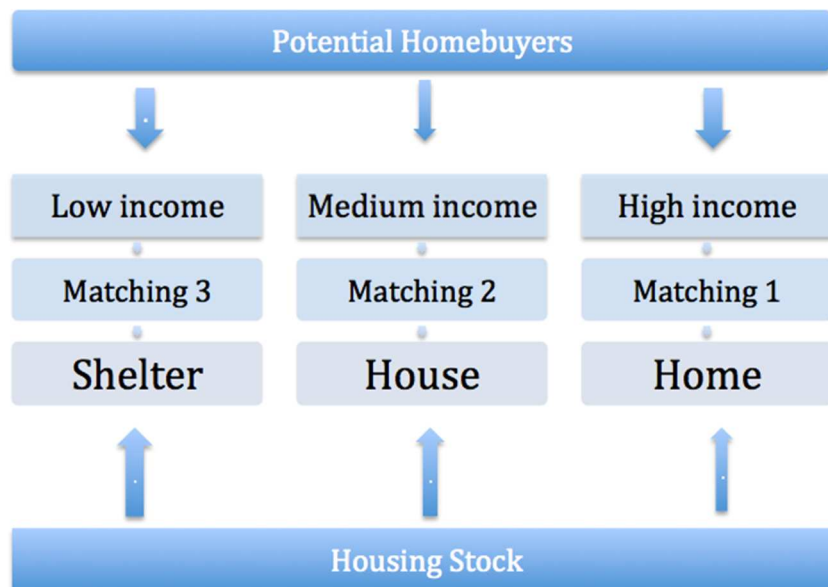 Potential Homebuyers
Low income
Medium income
High income
Matching 3
Matching 2
Matching 1
Shelter
House
Home
Housing Stock